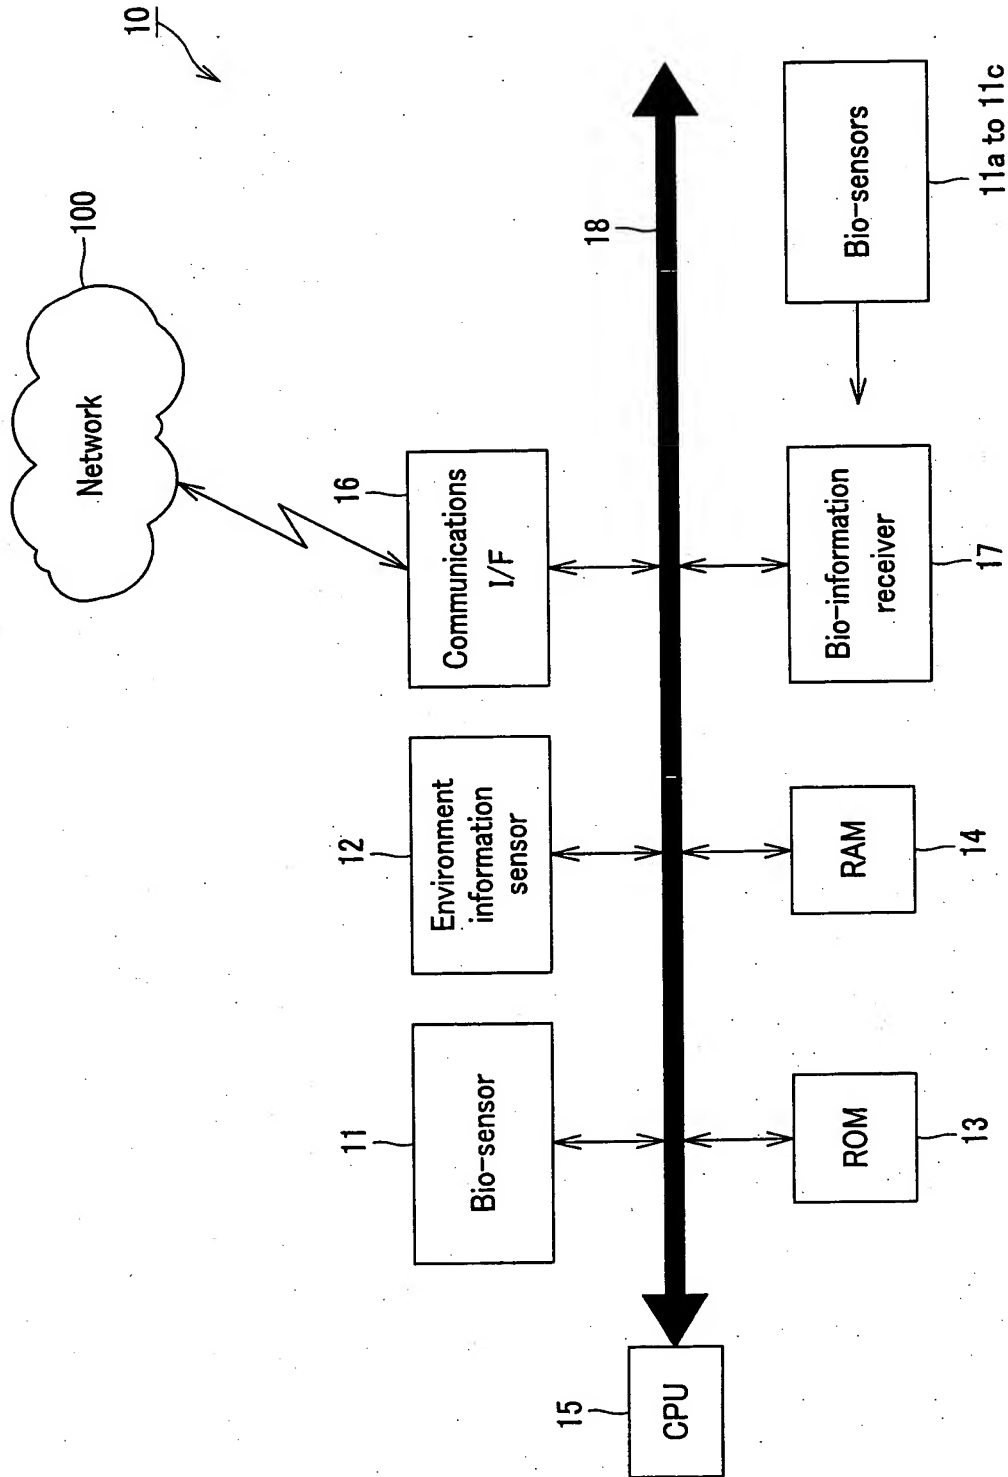 10
100
Network
16
Communications
I/F
12
Environment
information
sensor
11
Bio-sensor
18
15
CPU
ROM
13
RAM
14
Bio-information
receiver
17
Bio-sensors
11a to 11c